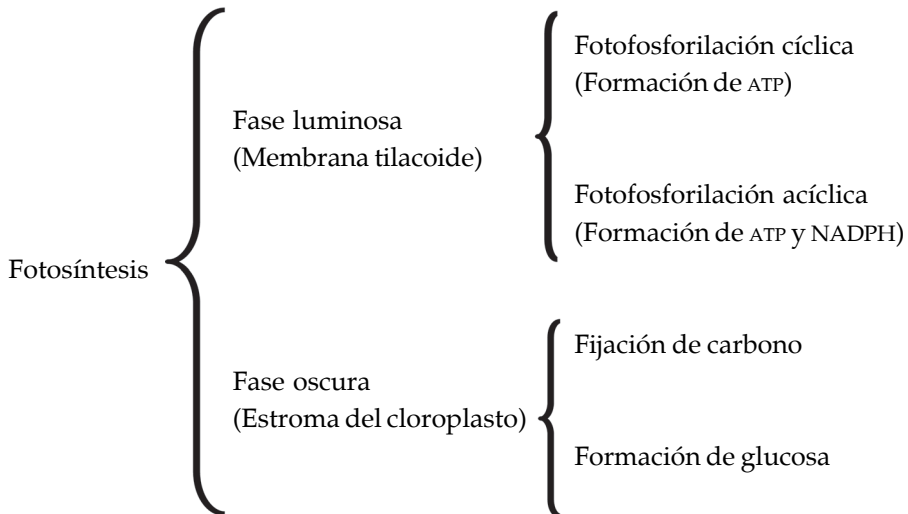 Fotosíntesis
Fase luminosa
(Membrana tilacoide)
Fotofosforilación cíclica
(Formación de ATP)
Fotofosforilación acíclica
(Formación de ATP y NADPH)
Fase oscura
(Estroma del cloroplasto)
Fijación de carbono
Formación de glucosa